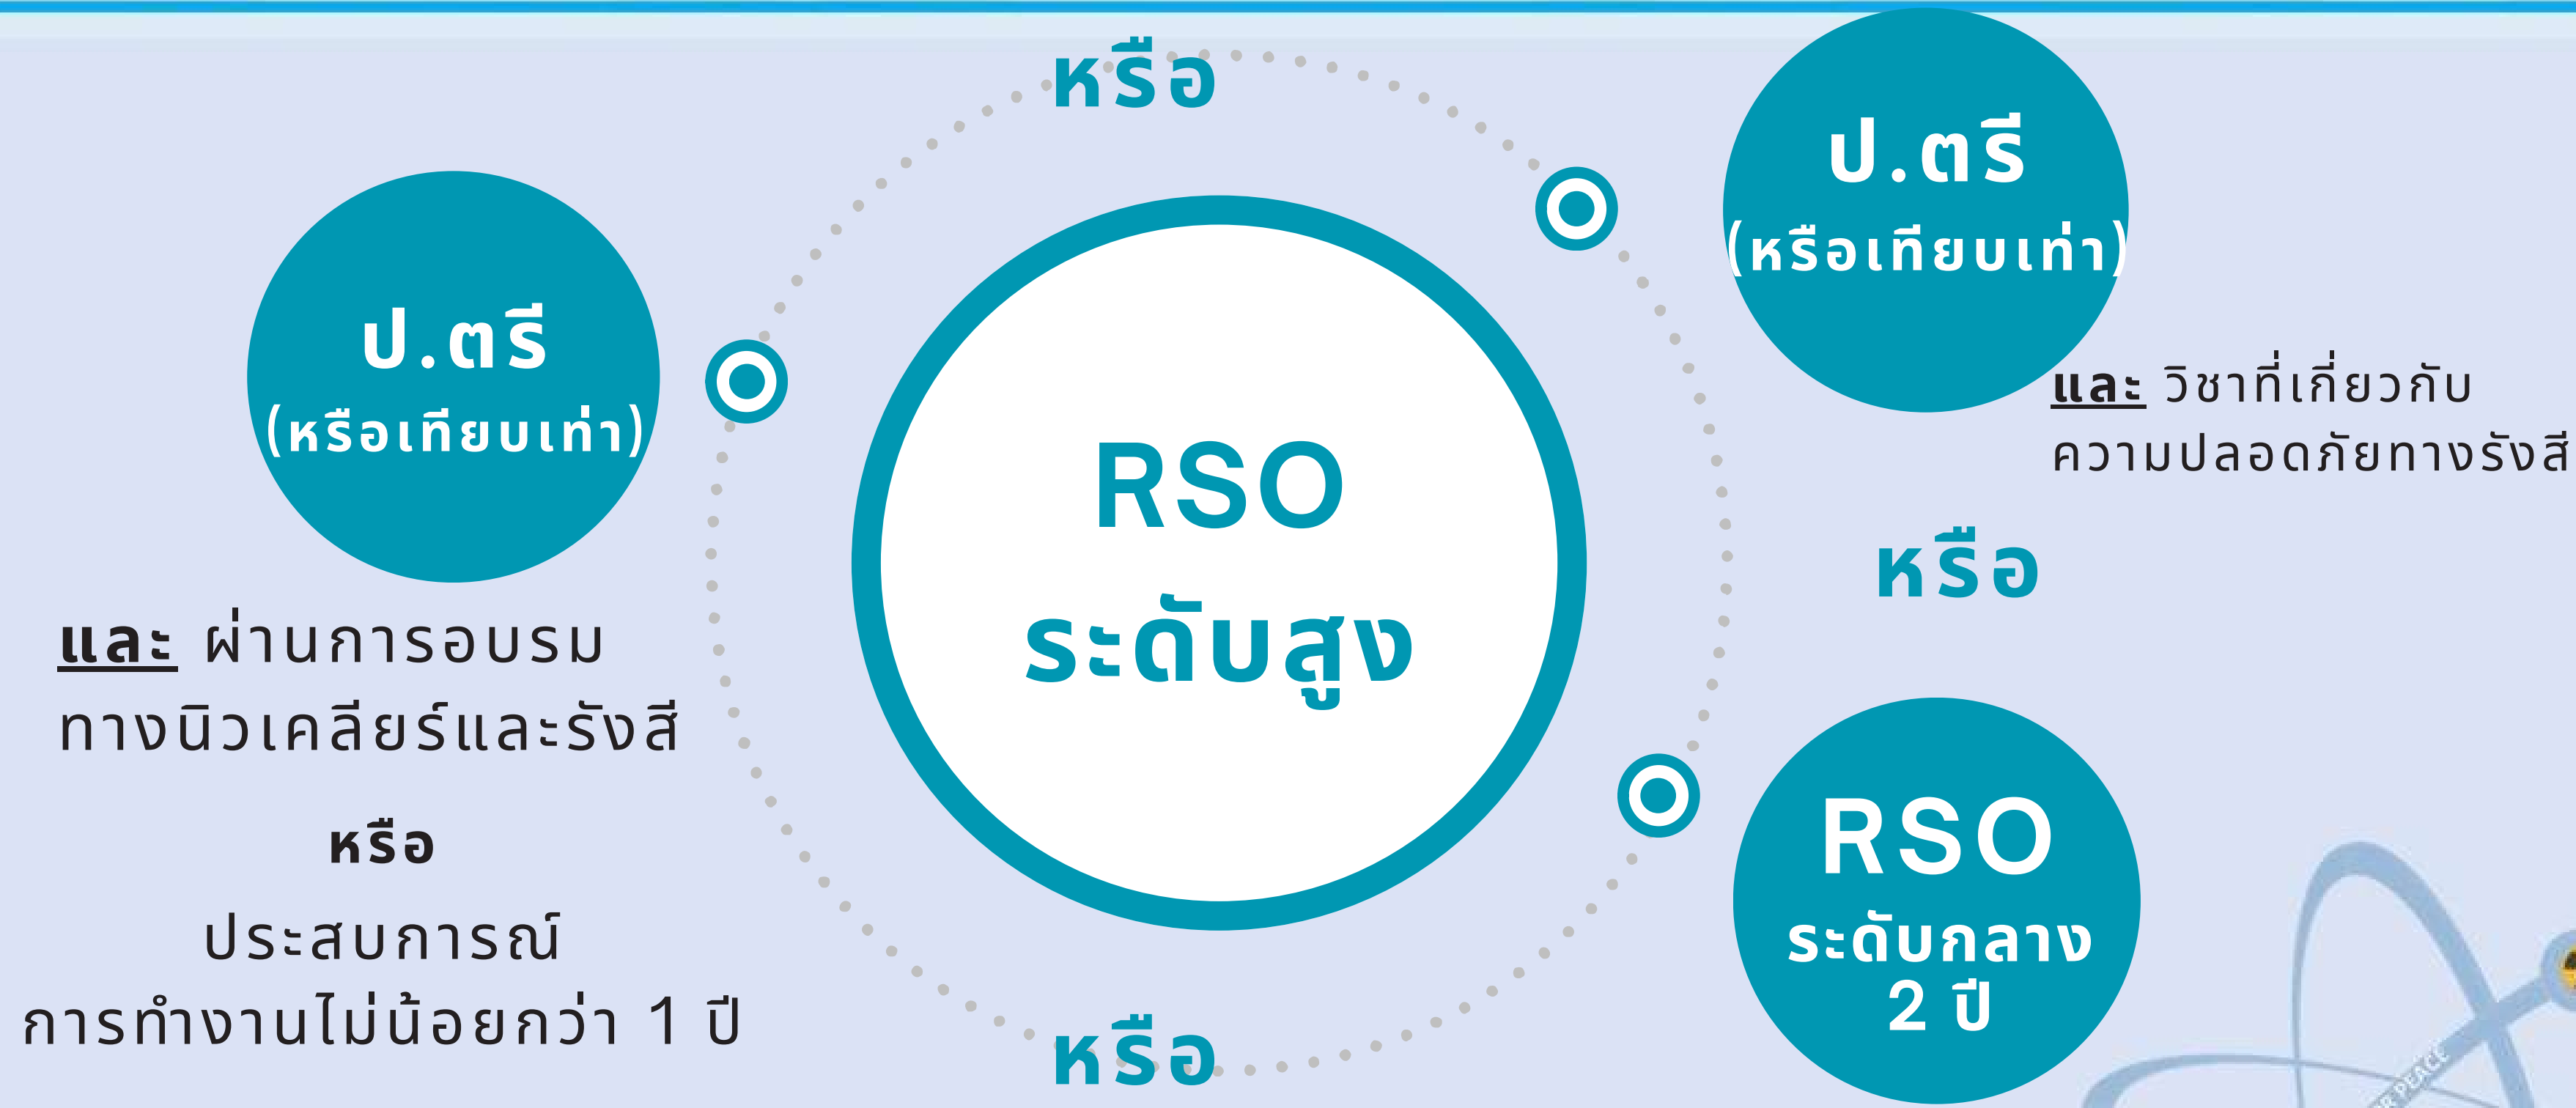 หรือ
ป.ตรี
(หรือเทียบเท่า)
และ วิชาที่เกี่ยวกับ
ความปลอดภัยทางรังสี
ป.ตรี
(หรือเทียบเท่า)
และ ผ่านการอบรม
ทางนิวเคลียร์และรังสี
หรือ
ประสบการณ์
การทำงานไม่น้อยกว่า 1 ปี
RSO
ระดับสูง
หรือ
RSO
ระดับกลาง
2 ปี
หรือ
PEACE